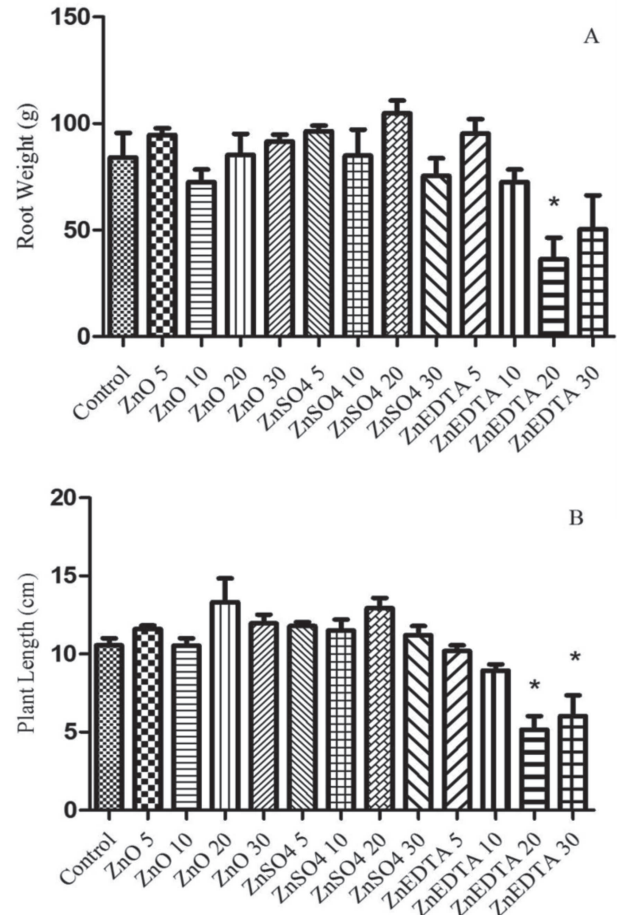 A
Root Weight (g)
150
100
50
0
*
Control
ZnO 5
ZnO 10
ZnO 20
ZnO 30
ZnSO4 5
ZnSO4 10
ZnSO4 20
ZnSO4 30
ZnEDTA 5
ZnEDTA 10
ZnEDTA 20
ZnEDTA 30
B
Plant Length (cm)
20
15
10
5
0
*
*
Control
ZnO 5
ZnO 10
ZnO 20
ZnO 30
ZnSO4 5
ZnSO4 10
ZnSO4 20
ZnSO4 30
ZnEDTA 5
ZnEDTA 10
ZnEDTA 20
ZnEDTA 30